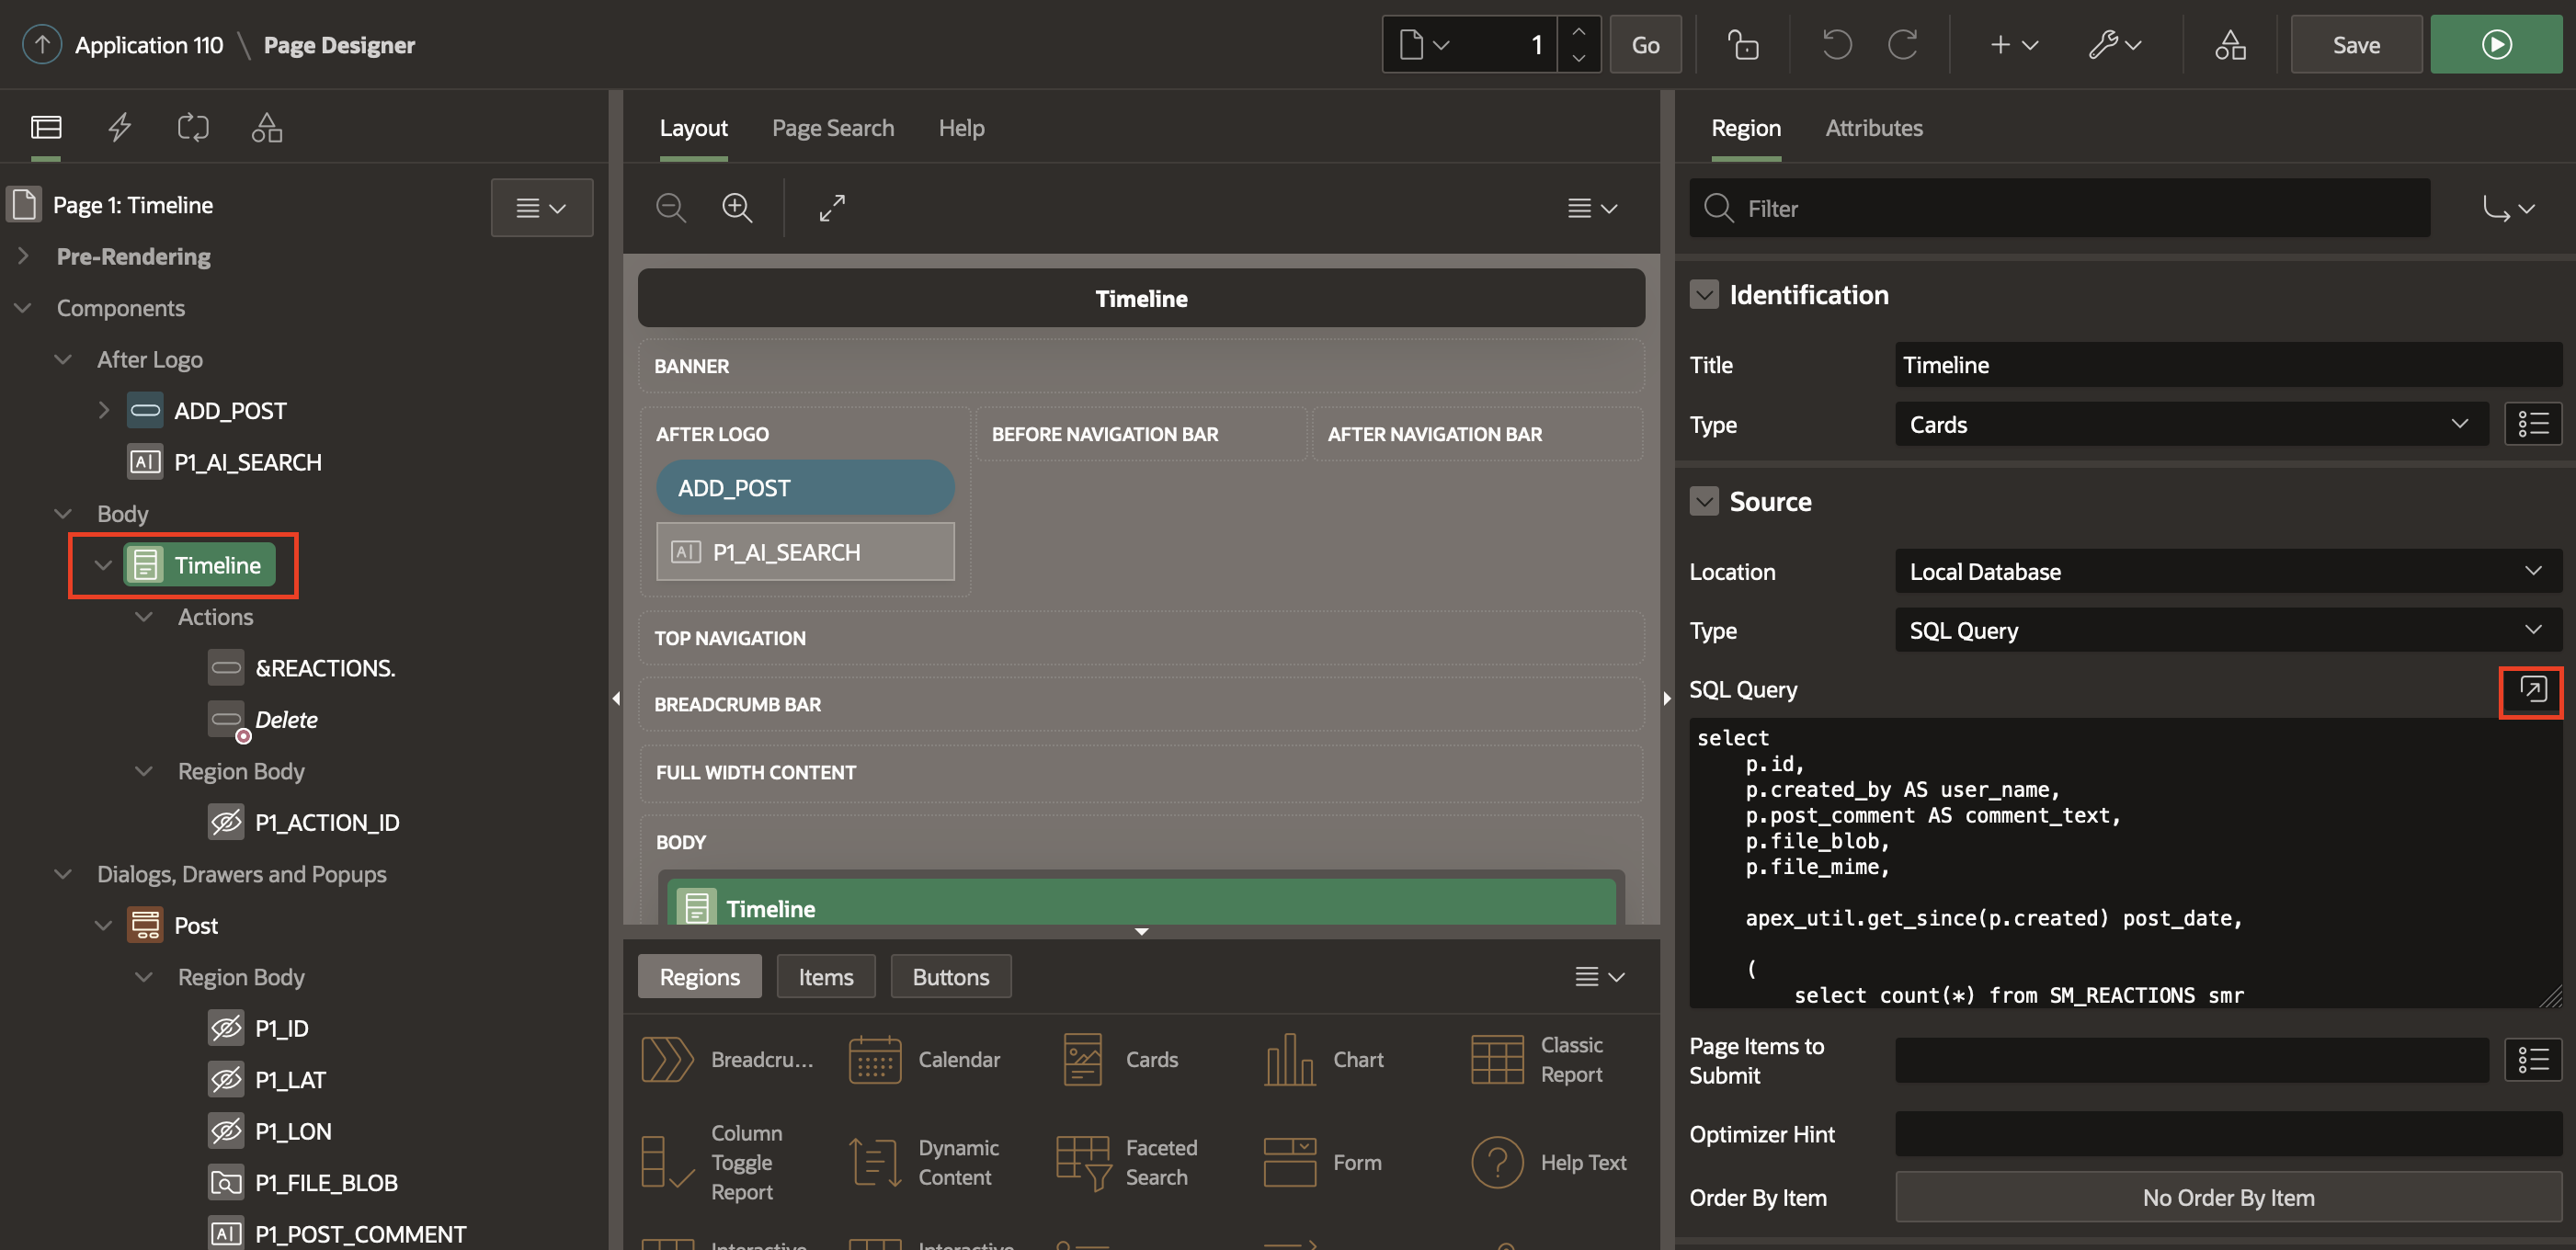 Application 110 \ Page Designer
1
Go
Save
Page 1: Timeline
Pre-Rendering
Components
After Logo
ADD_POST
P1_AI_SEARCH
Body
Timeline
Actions
&REACTIONS.
Delete
Region Body
P1_ACTION_ID
Dialogs, Drawers and Popups
Post
Region Body
P1_ID
P1_LAT
P1_LON
P1_FILE_BLOB
P1_POST_COMMENT
Layout Page Search Help
Timeline
BANNER
AFTER LOGO
BEFORE NAVIGATION BAR
AFTER NAVIGATION BAR
ADD_POST
P1_AI_SEARCH
TOP NAVIGATION
BREADCRUMB BAR
FULL WIDTH CONTENT
BODY
Timeline
Regions Items Buttons
Breadcru...
Calendar
Cards
Chart
Classic
Report
Column
Toggle
Report
Dynamic
Content
Faceted
Search
Form
Help Text
Region Attributes
Filter
Identification
Title Timeline
Type Cards
Source
Location Local Database
Type SQL Query
SQL Query
select
p.id,
p.created_by AS user_name,
p.post_comment AS comment_text,
p.file_blob,
p.file_mime,
apex_util.get_since(p.created) post_date,
(
select count(*) from SM_REACTIONS smr
Page Items to
Submit
Optimizer Hint
Order By Item No Order By Item